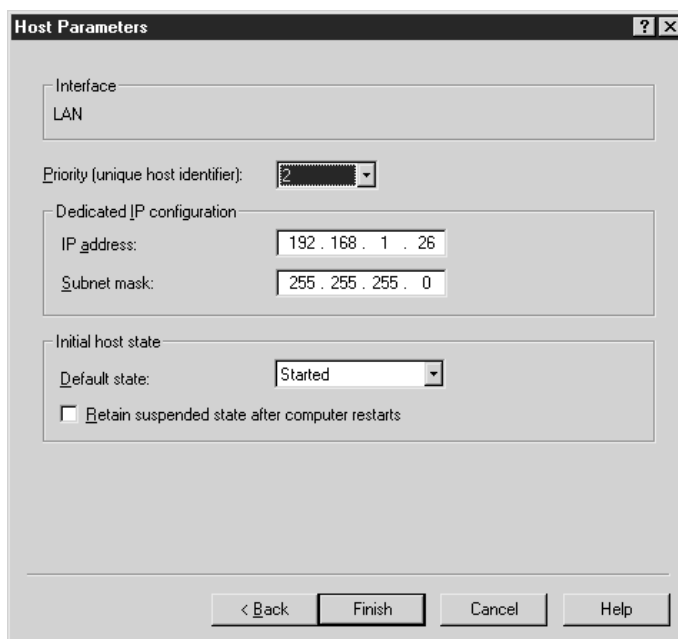 Host Parameters
Interface
LAN
Priority (unique host identifier): 2
Dedicated IP configuration
IP address: 192 . 168 . 1 . 26
Subnet mask: 255 . 255 . 255 . 0
Initial host state
Default state: Started
Retain suspended state after computer restarts
< Back Finish Cancel Help